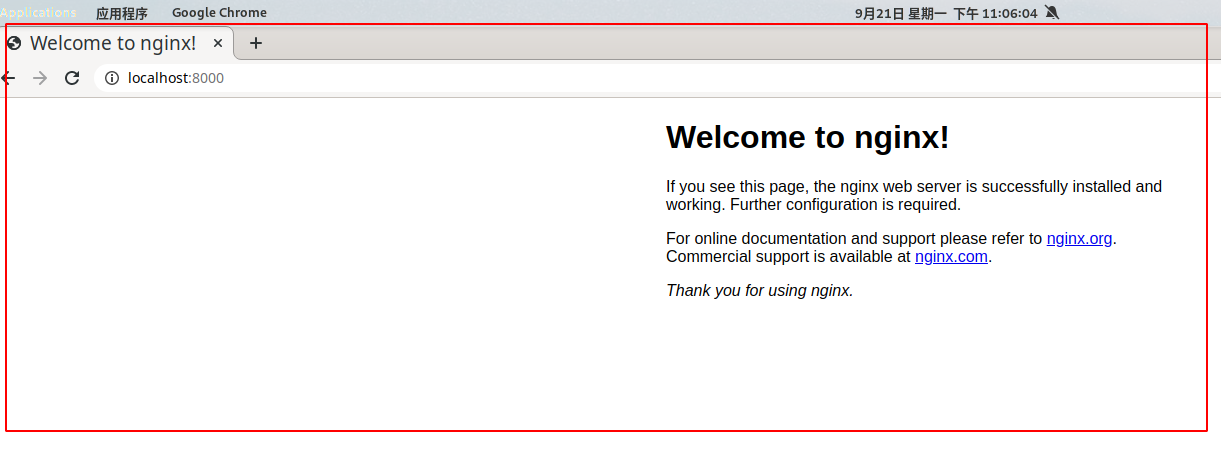 Applications 应用程序 Google Chrome 9月21日 星期一 下午 11:06:04
Welcome to nginx!
localhost:8000
Welcome to nginx!
If you see this page, the nginx web server is successfully installed and
working. Further configuration is required.
For online documentation and support please refer to nginx.org.
Commercial support is available at nginx.com.
Thank you for using nginx.